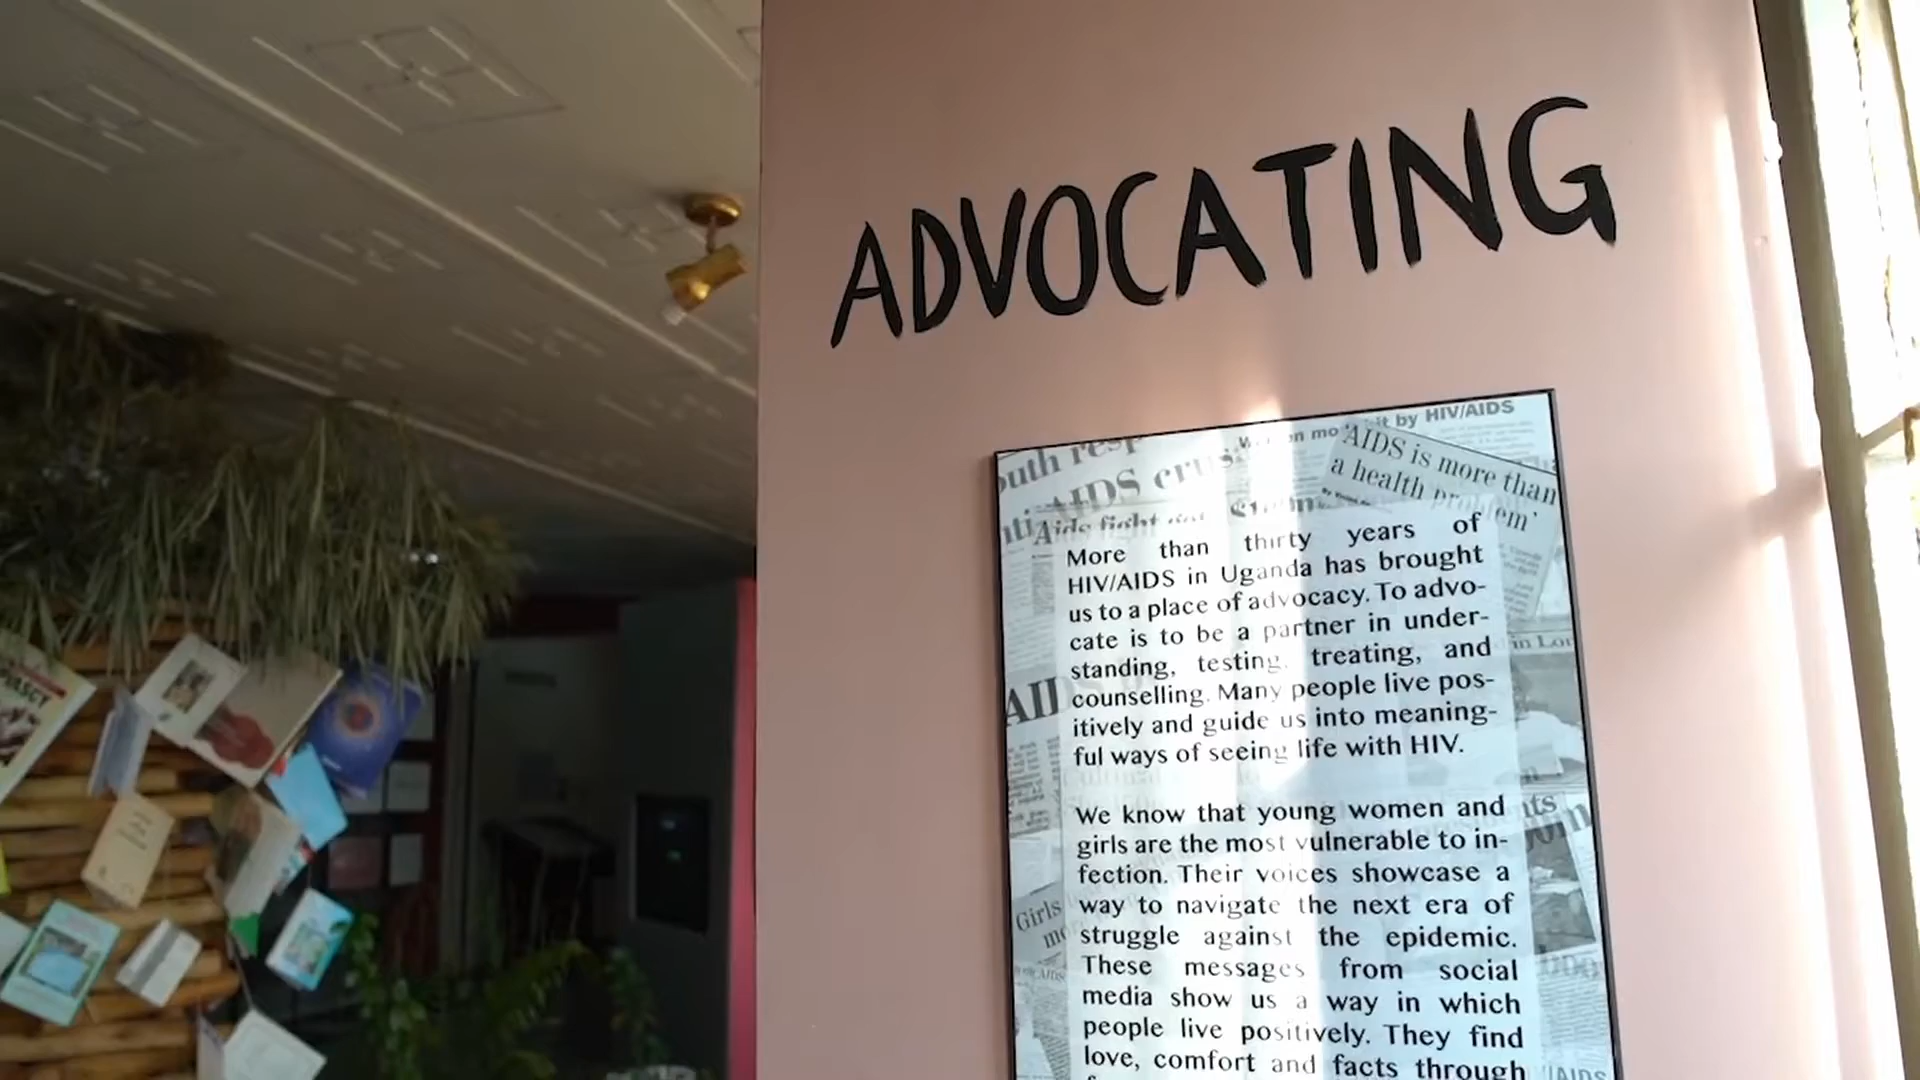 ADVOCATING
by HIV/AIDS
AIDS is more than
a health problem'
More than thirty years of
HIV/AIDS in Uganda has brought
us to a place of advocacy. To advo-
cate is to be a partner in under-
standing, testing, treating, and
counselling. Many people live pos-
itively and guide us into meaning-
ful ways of seeing life with HIV.
We know that young women and
girls are the most vulnerable to in-
fection. Their voices showcase a
way to navigate the next era of
struggle against the epidemic.
These messages from social
media show us a way in which
people live positively. They find
love, comfort and facts through
Girls